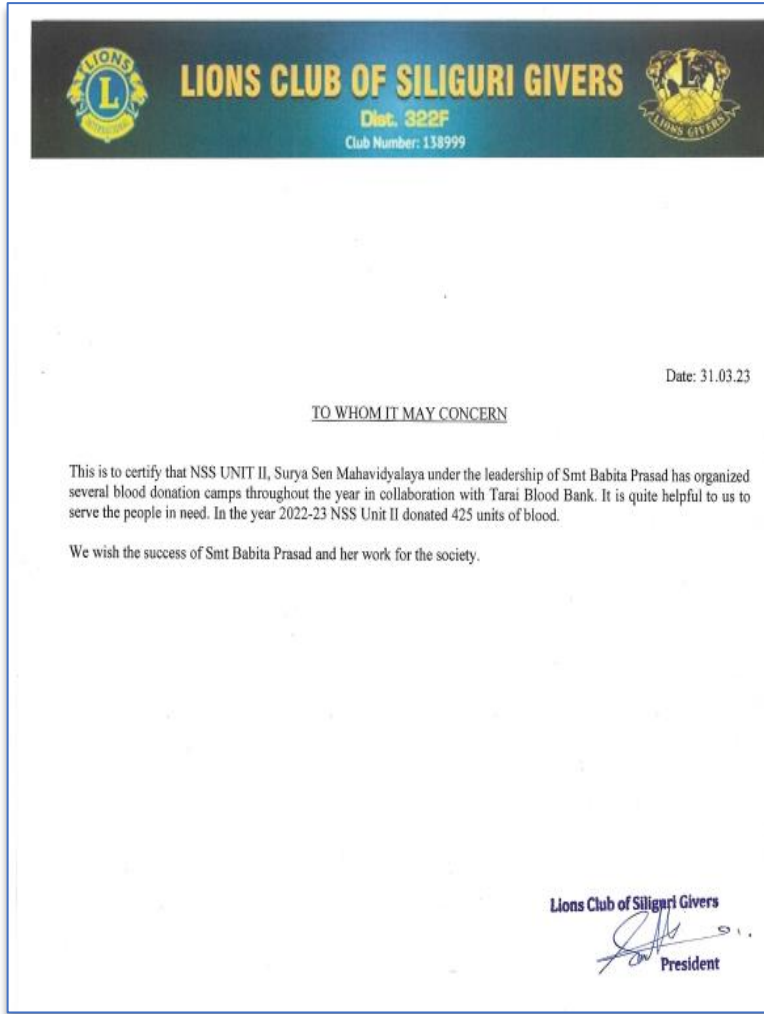 LIONS
L
INTERNATIONAL
LIONS CLUB OF SILIGURI GIVERS
Dist. 322F
Club Number: 138999
L
LIONS GIVERS
Date: 31.03.23
TO WHOM IT MAY CONCERN
This is to certify that NSS UNIT II, Surya Sen Mahavidyalaya under the leadership of Smt Babita Prasad has organized
several blood donation camps throughout the year in collaboration with Tarai Blood Bank. It is quite helpful to us to
serve the people in need. In the year 2022-23 NSS Unit II donated 425 units of blood.
We wish the success of Smt Babita Prasad and her work for the society.
Lions Club of Siliguri Givers
President